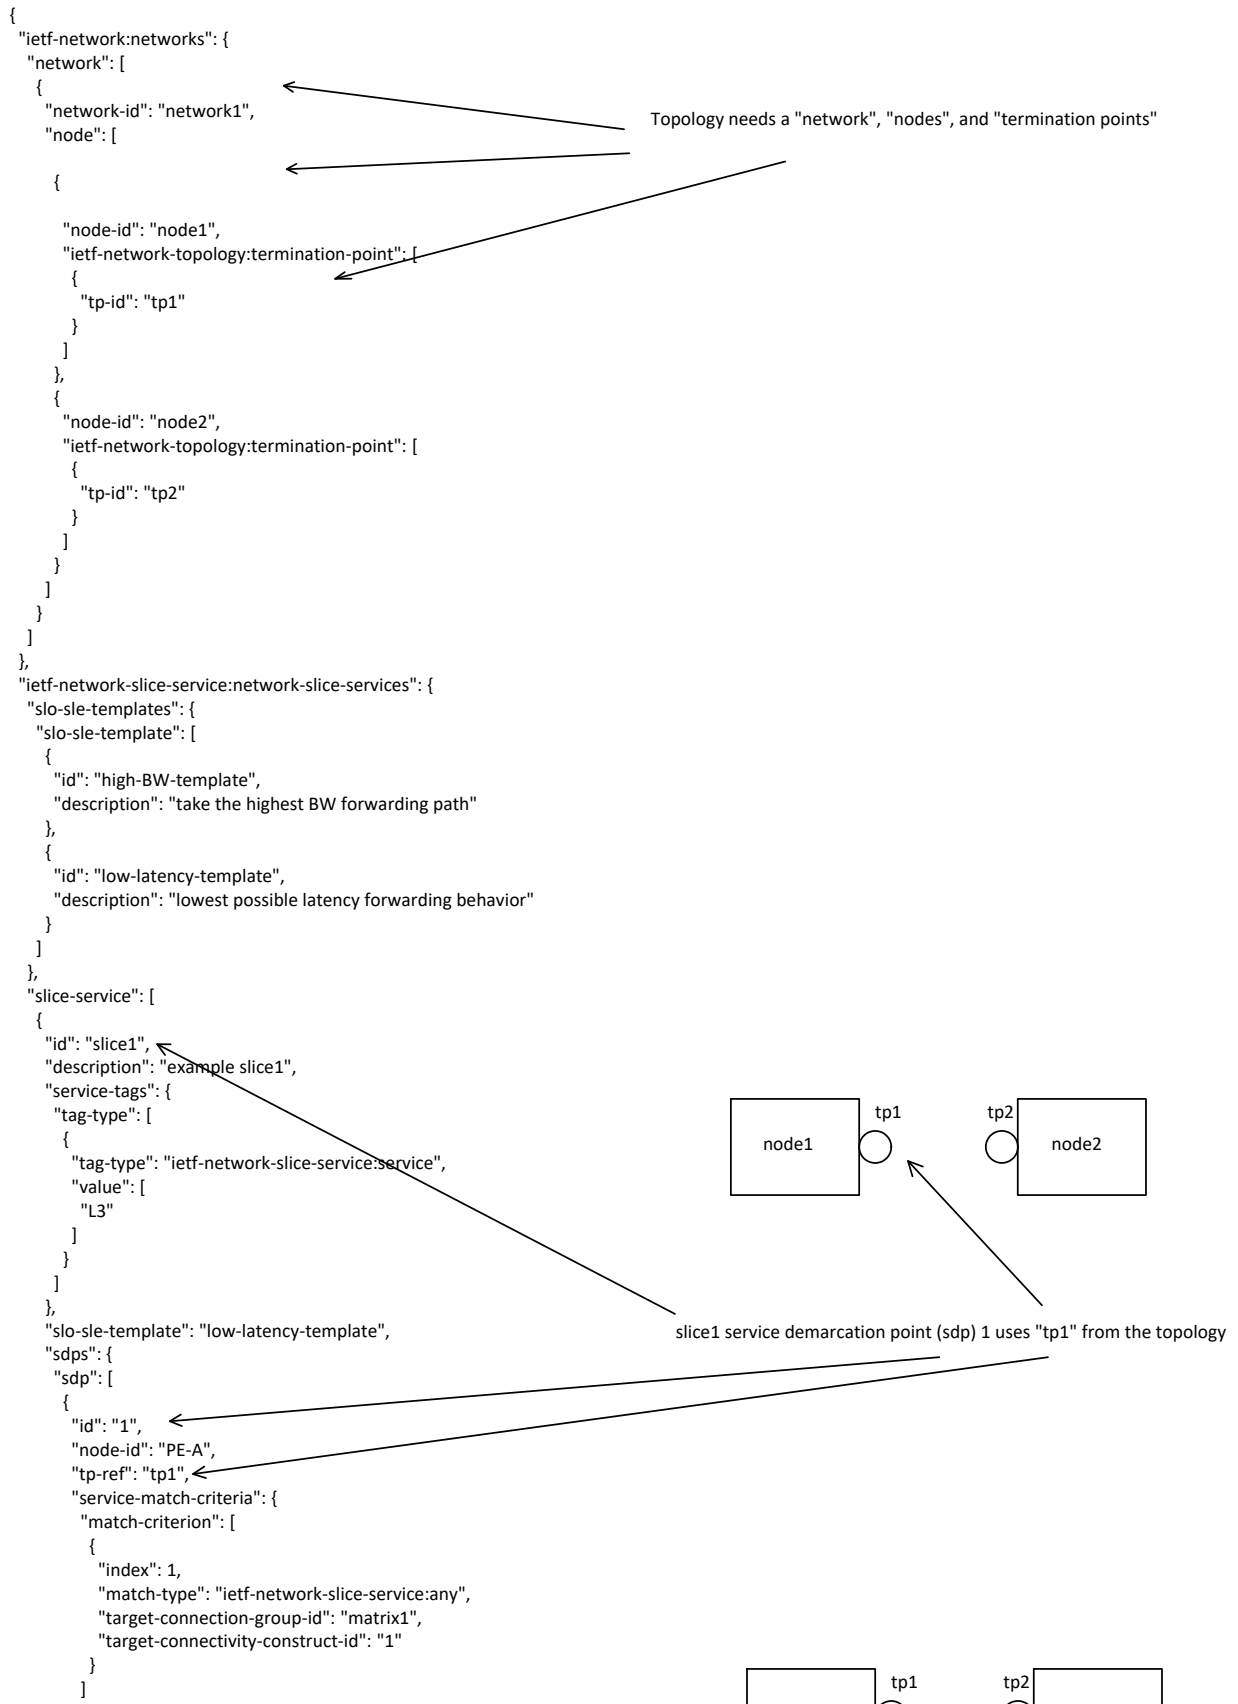 {
"ietf-network:networks": {
"network": [
{
"network-id": "network1",
Topology needs a "network", "nodes", and "termination points"
"node": [
{
"node-id": "node1",
"ietf-network-topology:termination-point": [
{
"tp-id": "tp1"
}
]
},
{
"node-id": "node2",
"ietf-network-topology:termination-point": [
{
"tp-id": "tp2"
}
]
}
]
}
]
},
"ietf-network-slice-service:network-slice-services": {
"slo-sle-templates": {
"slo-sle-template": [
{
"id": "high-BW-template",
"description": "take the highest BW forwarding path"
},
{
"id": "low-latency-template",
"description": "lowest possible latency forwarding behavior"
}
]
},
"slice-service": [
{
"id": "slice1",
"description": "example slice1",
"service-tags": {
"tag-type": [
{
"tag-type": "ietf-network-slice-service:service",
"value": [
"L3"
]
}
]
},
tp1 tp2
node1 node2
"slo-sle-template": "low-latency-template",
slice1 service demarcation point (sdp) 1 uses "tp1" from the topology
"sdps": {
"sdp": [
{
"id": "1",
"node-id": "PE-A",
"tp-ref": "tp1",
"service-match-criteria": {
"match-criterion": [
{
"index": 1,
"match-type": "ietf-network-slice-service:any",
"target-connection-group-id": "matrix1",
"target-connectivity-construct-id": "1"
}
]
tp1 tp2